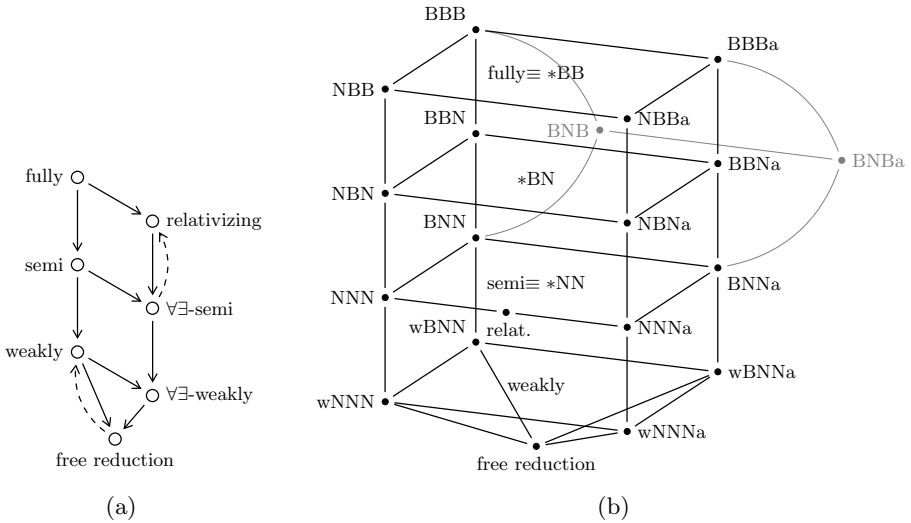 fully
relativizing
semi
∀∃-semi
weakly
∀∃-weakly
free reduction
(a)
BBB
BBBa
fully≡ *BB
NBB
NBBa
BBN
BNB
BNBa
BBNa
*BN
NBN
NBNa
BNN
BNNa
semi≡ *NN
NNN
relat.
NNNa
wBNN
wBNNa
weakly
wNNN
wNNNa
free reduction
(b)